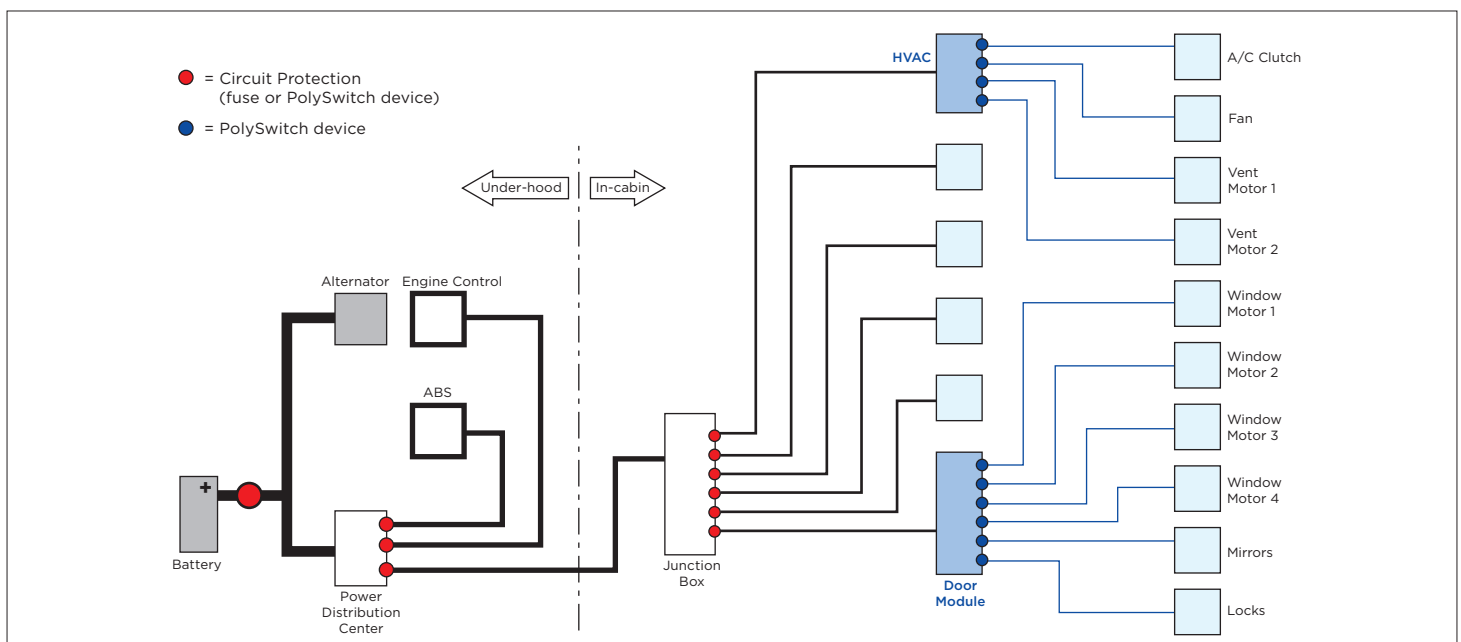 = Circuit Protection
(fuse or PolySwitch device)
= PolySwitch device
Under-hood
In-cabin
Alternator
Engine Control
ABS
+
Battery
Power
Distribution
Center
Junction
Box
HVAC
Door
Module
A/C Clutch
Fan
Vent
Motor 1
Vent
Motor 2
Window
Motor 1
Window
Motor 2
Window
Motor 3
Window
Motor 4
Mirrors
Locks